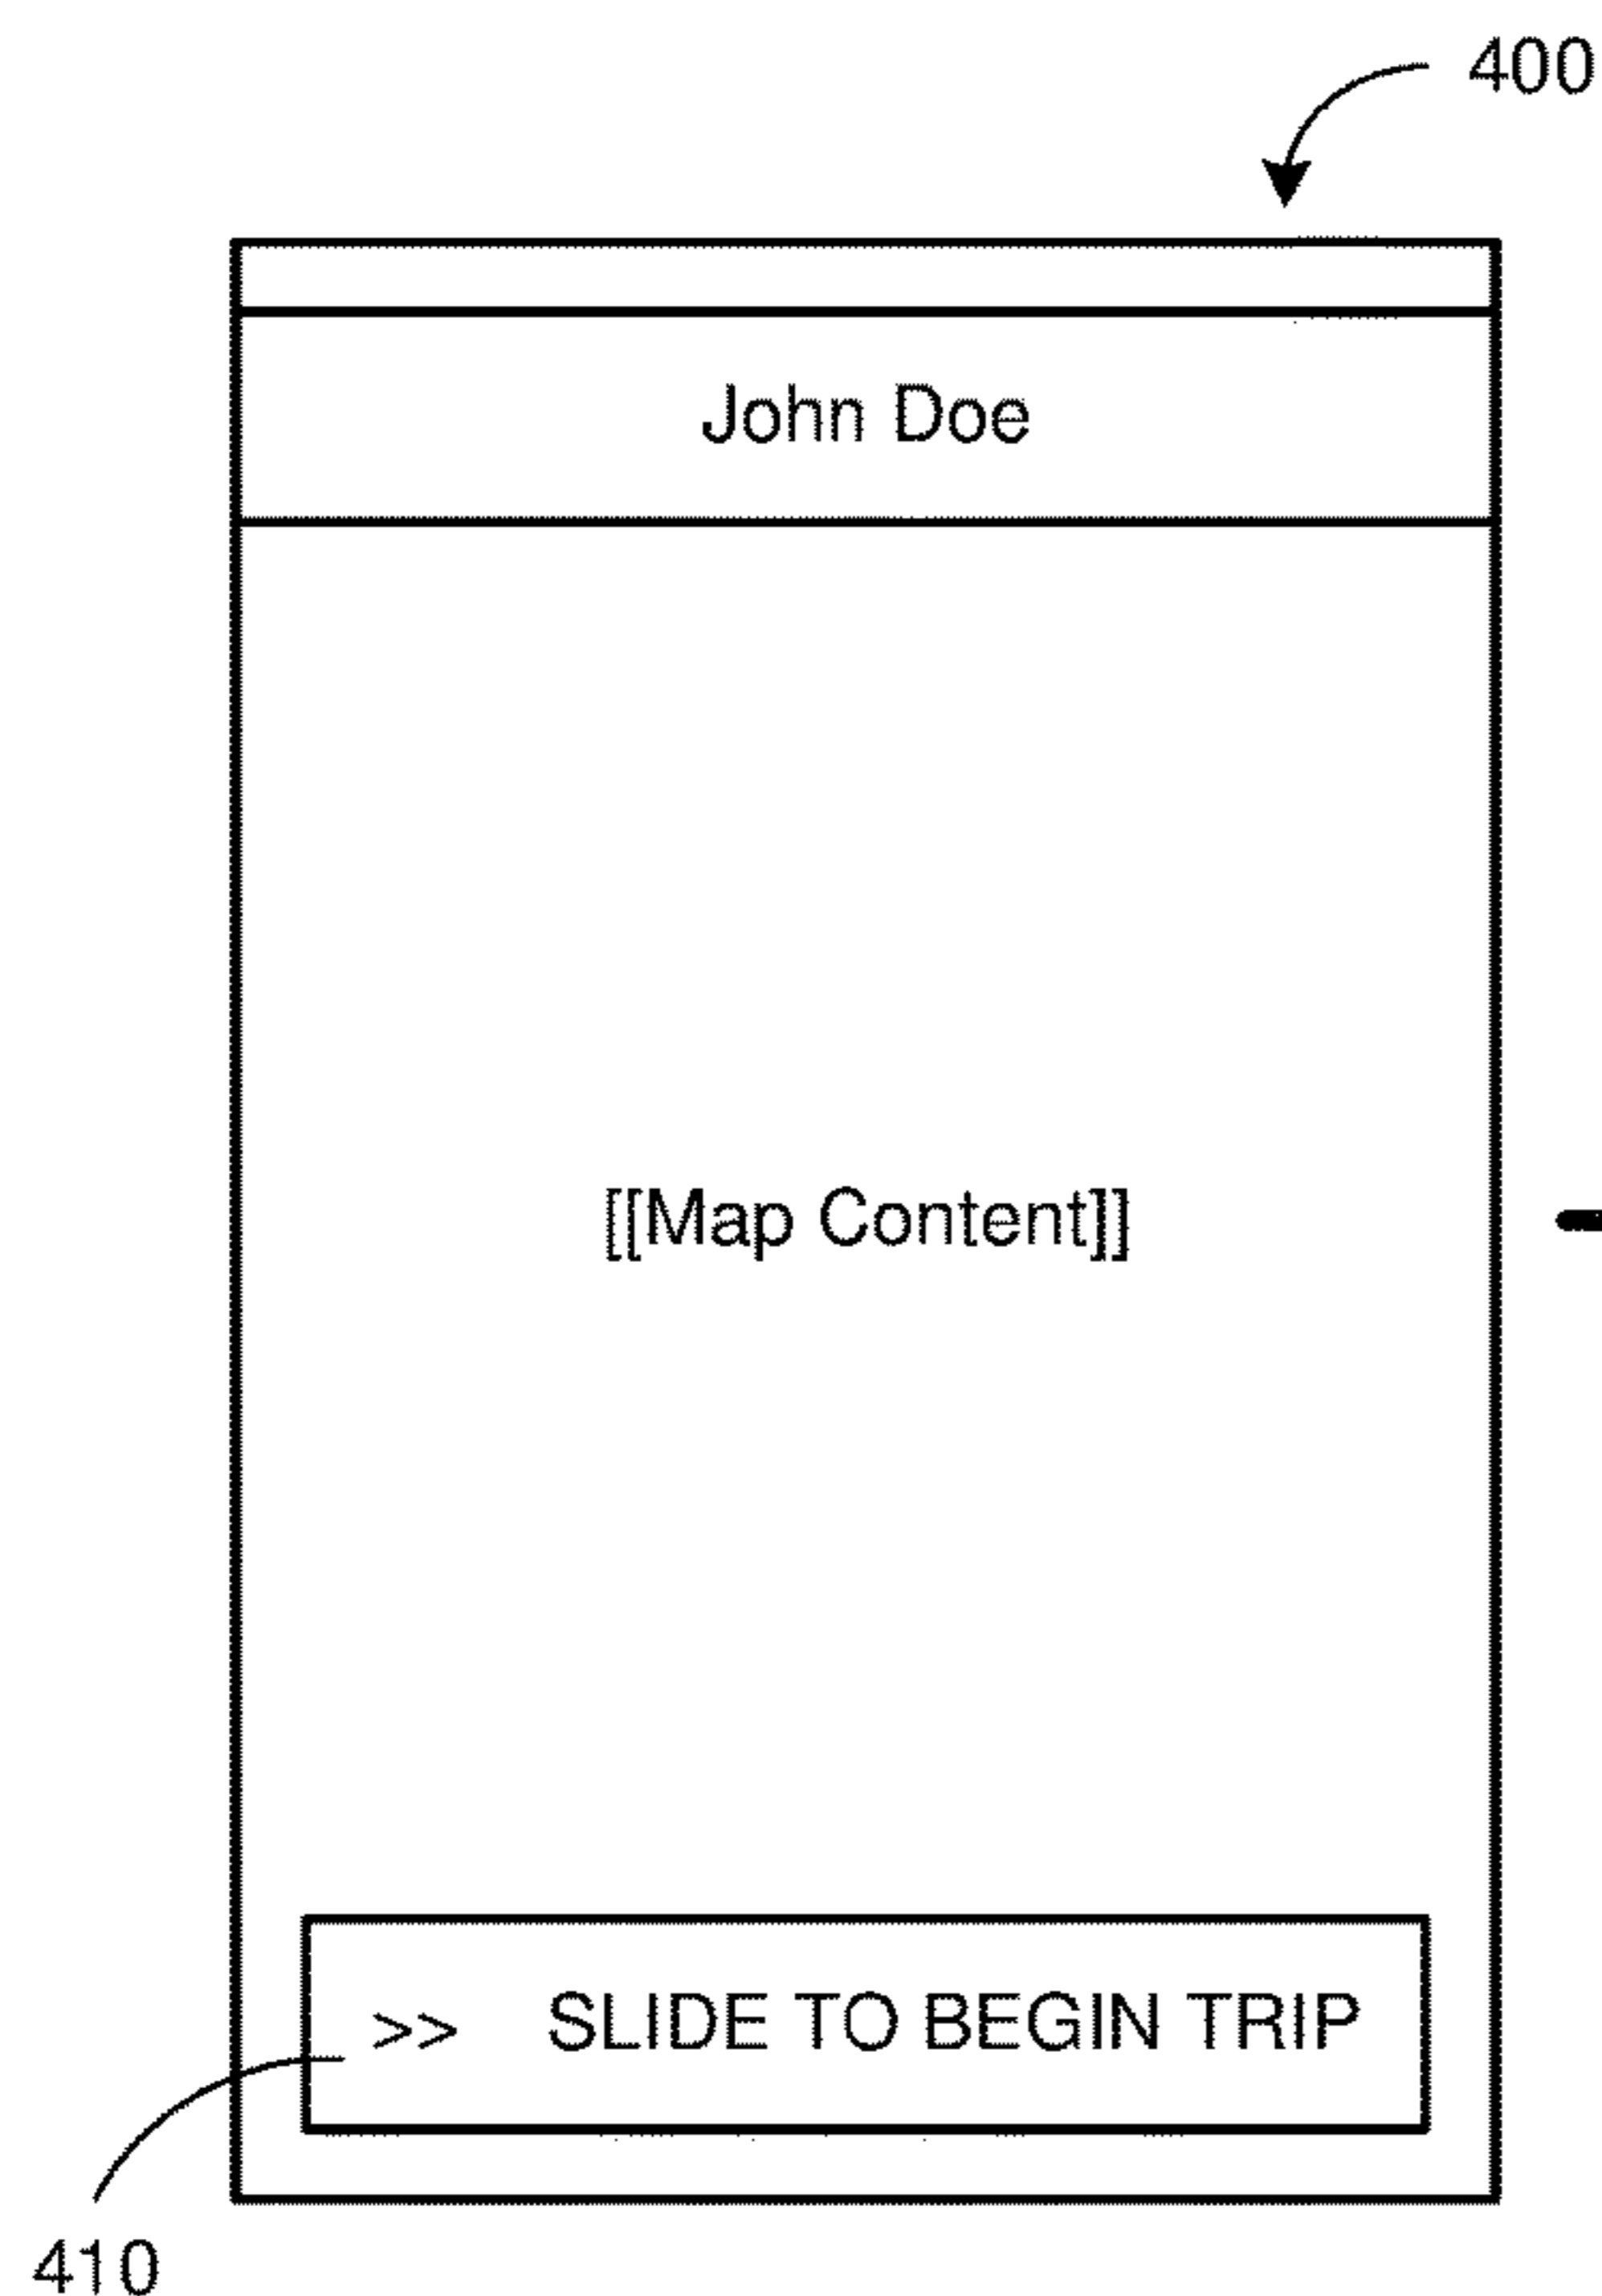 400
John Doe
[[Map Content]]
>> SLIDE TO BEGIN TRIP
410